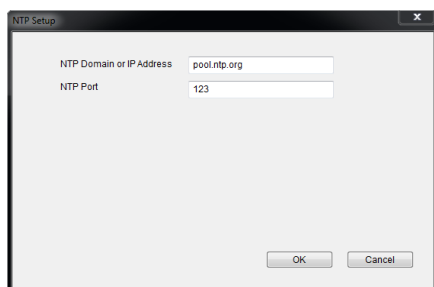 NTP Setup
x
NTP Domain or IP Address pool.ntp.org
NTP Port 123
OK Cancel